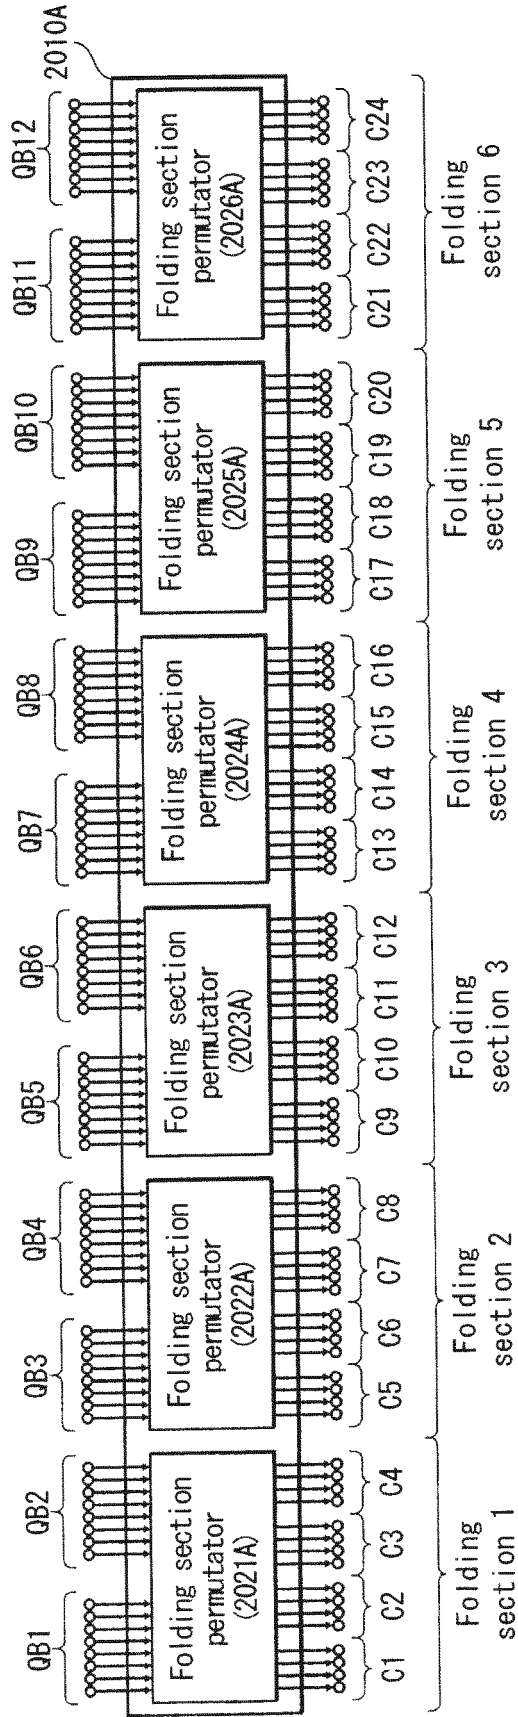 QB1
QB2
QB3
QB4
QB5
QB6
QB7
QB8
QB9
QB10
QB11
QB12
2010A
Folding section
permutator
(2021A)
Folding section
permutator
(2022A)
Folding section
permutator
(2023A)
Folding section
permutator
(2024A)
Folding section
permutator
(2025A)
Folding section
permutator
(2026A)
C1
C2
C3
C4
C5
C6
C7
C8
C9
C10
C11
C12
C13
C14
C15
C16
C17
C18
C19
C20
C21
C22
C23
C24
Folding
section 1
Folding
section 2
Folding
section 3
Folding
section 4
Folding
section 5
Folding
section 6